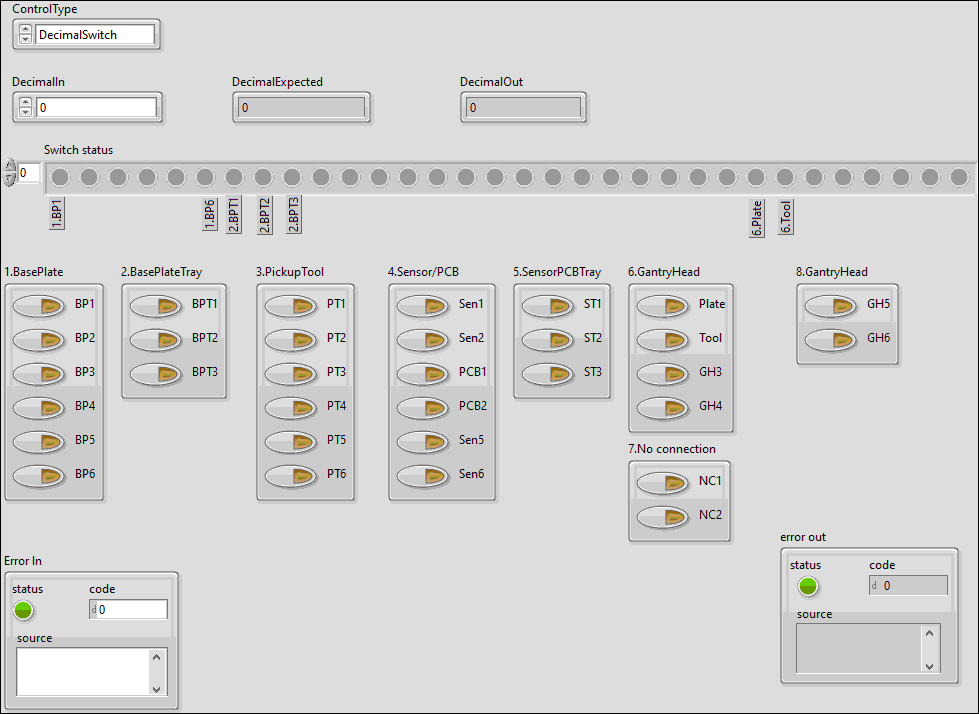 ControlType
DecimalSwitch
DecimalIn
DecimalExpected
DecimalOut
0
0
0
Switch status
0
1.BP1
1.BP6
2.BPT1
2.BPT2
2.BPT3
6.Plate
6.Tool
1.BasePlate
2.BasePlateTray
3.PickupTool
4.Sensor/PCB
5.SensorPCBTray
6.GantryHead
8.GantryHead
BP1
BP2
BP3
BP4
BP5
BP6
BPT1
BPT2
BPT3
PT1
PT2
PT3
PT4
PT5
PT6
Sen1
Sen2
PCB1
PCB2
Sen5
Sen6
ST1
ST2
ST3
Plate
Tool
GH3
GH4
GH5
GH6
7.No connection
NC1
NC2
Error In
status
code
d 0
source
error out
status
code
d 0
source